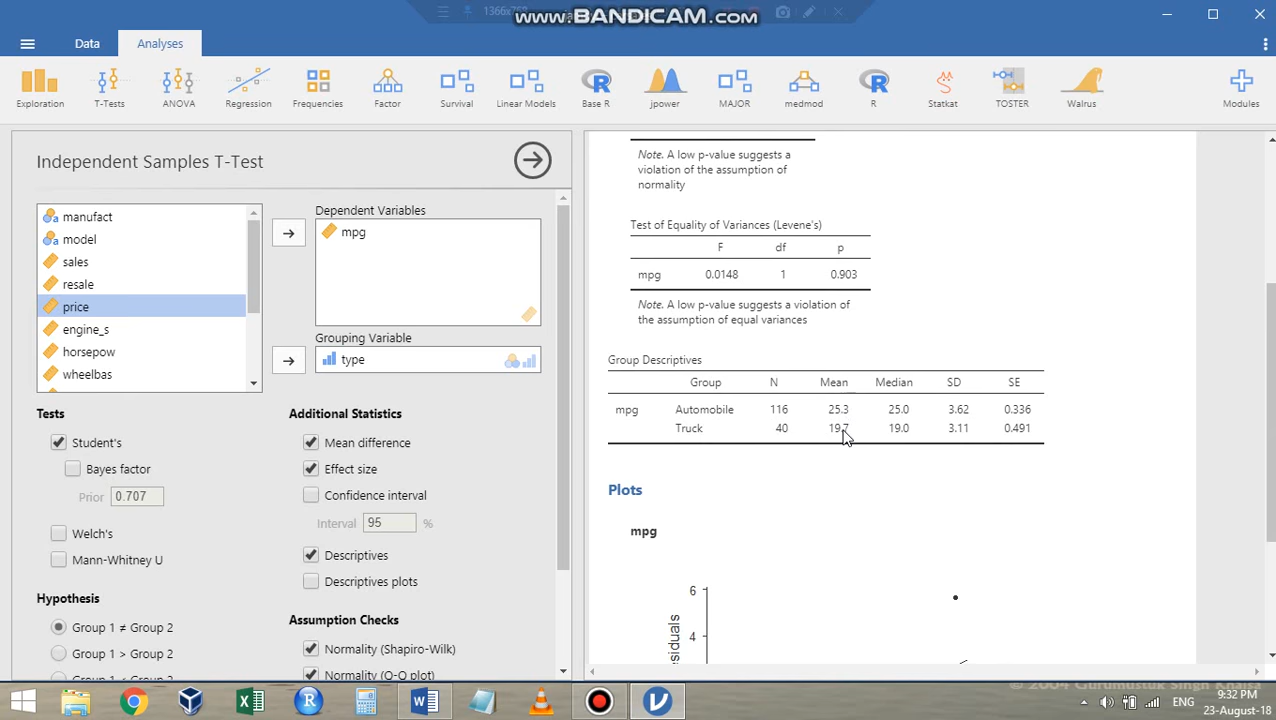 1366x768
www.BANDICAM.com
Data
Analyses
Exploration
T-Tests
ANOVA
Regression
Frequencies
Factor
Survival
Linear Models
Base R
jpower
MAJOR
medmod
R
Statkat
TOSTER
Walrus
Modules
Independent Samples T-Test
manufact
model
sales
resale
price
engine_s
horsepow
wheelbas
Dependent Variables
mpg
Grouping Variable
type
Tests
Student's
Bayes factor
Prior 0.707
Welch's
Mann-Whitney U
Hypothesis
Group 1 ≠ Group 2
Group 1 > Group 2
Additional Statistics
Mean difference
Effect size
Confidence interval
Interval 95 %
Descriptives
Descriptives plots
Assumption Checks
Normality (Shapiro-Wilk)
Normality (Q-Q plot)
Note. A low p-value suggests a
violation of the assumption of
normality
Test of Equality of Variances (Levene's)
F df p
mpg 0.0148 1 0.903
Note. A low p-value suggests a violation of
the assumption of equal variances
Group Descriptives
Group N Mean Median SD SE
mpg Automobile 116 25.3 25.0 3.62 0.336
Truck 40 19.7 19.0 3.11 0.491
Plots
mpg
6
4
© 2004 Gurumustuk Singh Khalsa
ENG
9:32 PM
23-August-18